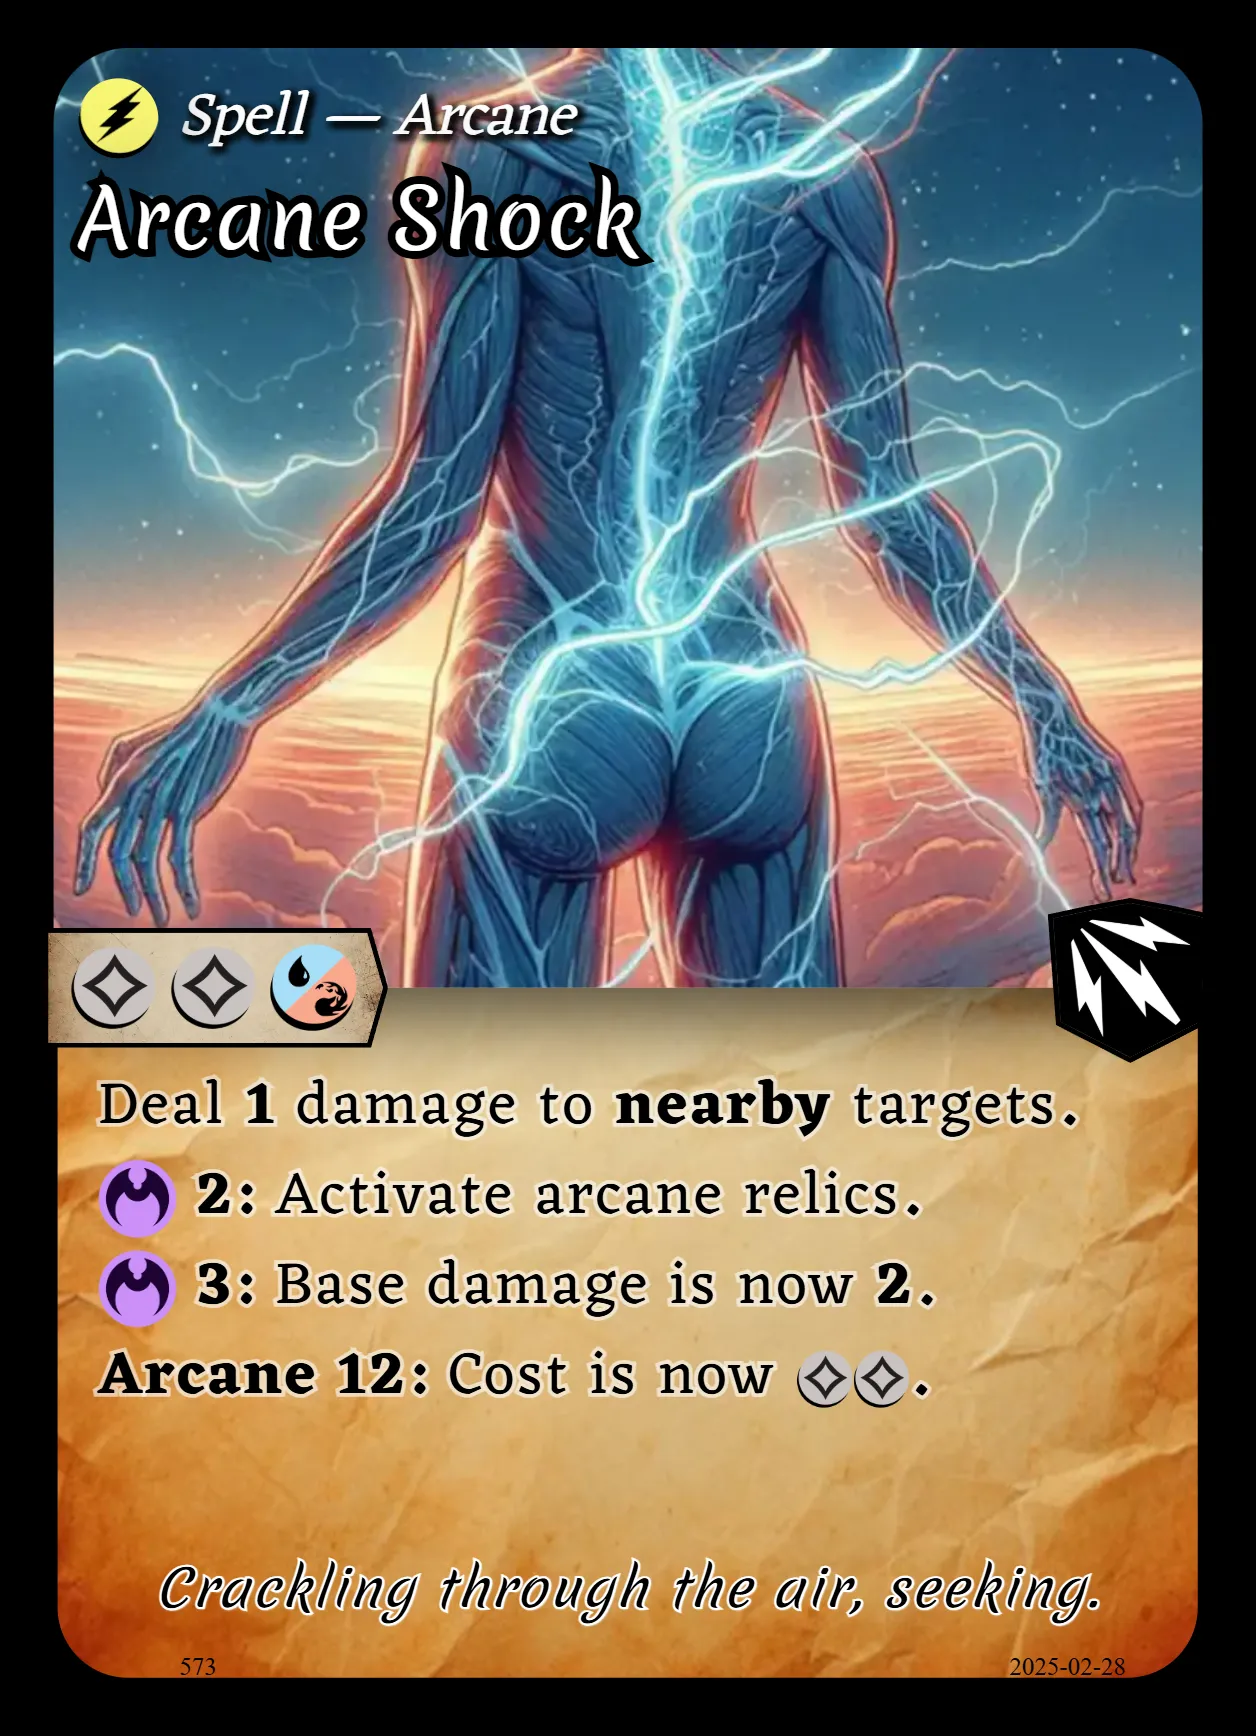 Spell — Arcane
Arcane Shock
Deal 1 damage to nearby targets.
2: Activate arcane relics.
3: Base damage is now 2.
Arcane 12: Cost is now .
Crackling through the air, seeking.
573
2025-02-28